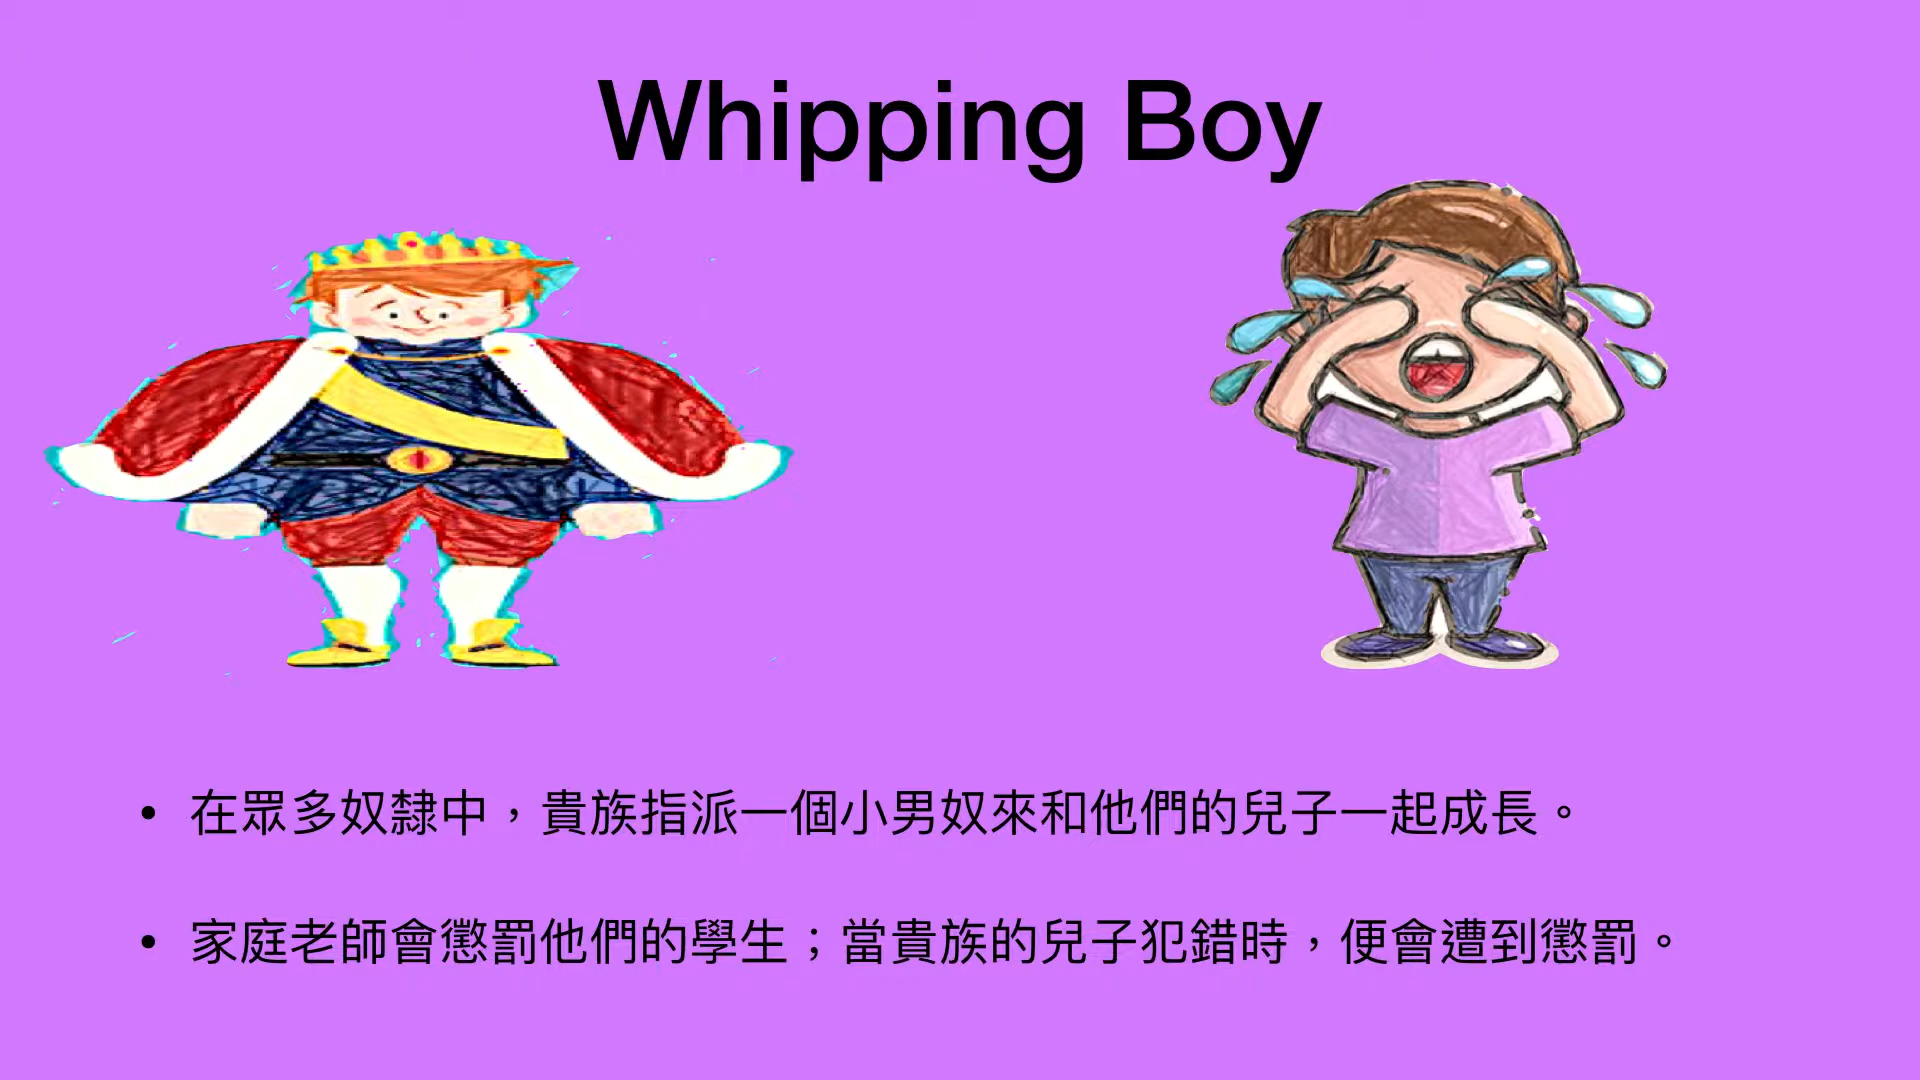 Whipping Boy
• 在眾多奴隸中，貴族指派一個小男奴來和他們的兒子一起成長。
• 家庭老師會懲罰他們的學生；當貴族的兒子犯錯時，便會遭到懲罰。